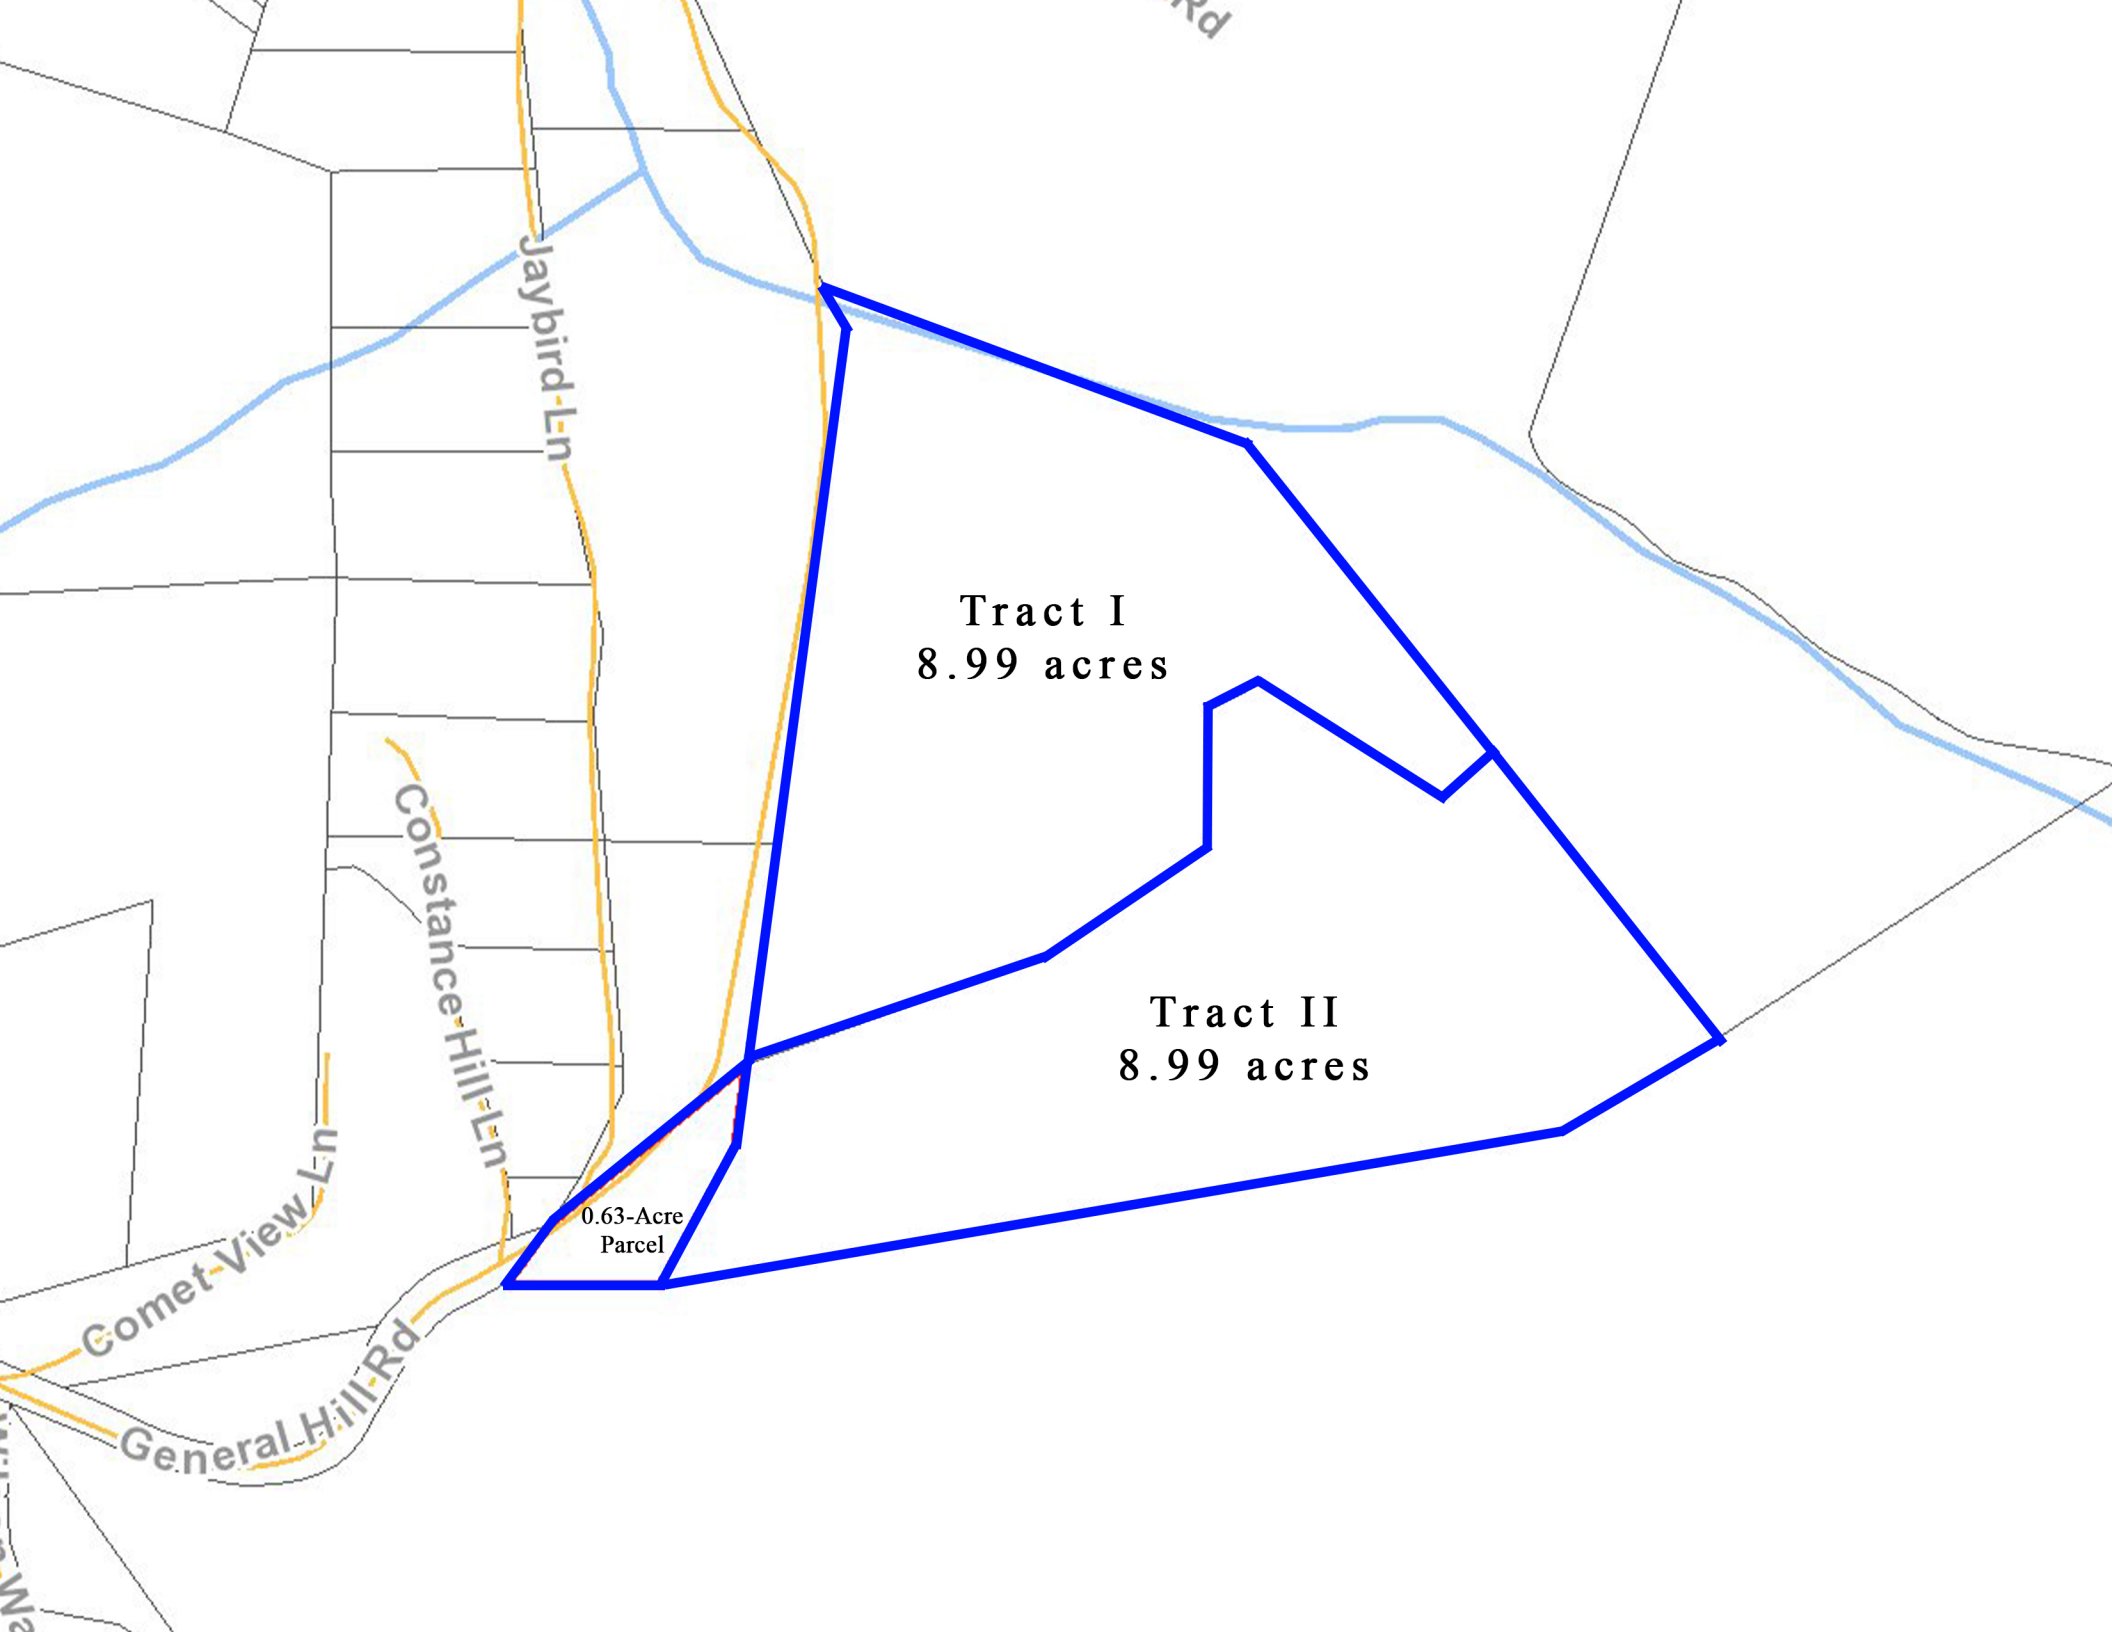 Rd
Jaybird Ln
Tract I
8.99 acres
Constance Hill Ln
Tract II
8.99 acres
0.63-Acre
Parcel
Comet View Ln
General Hill Rd